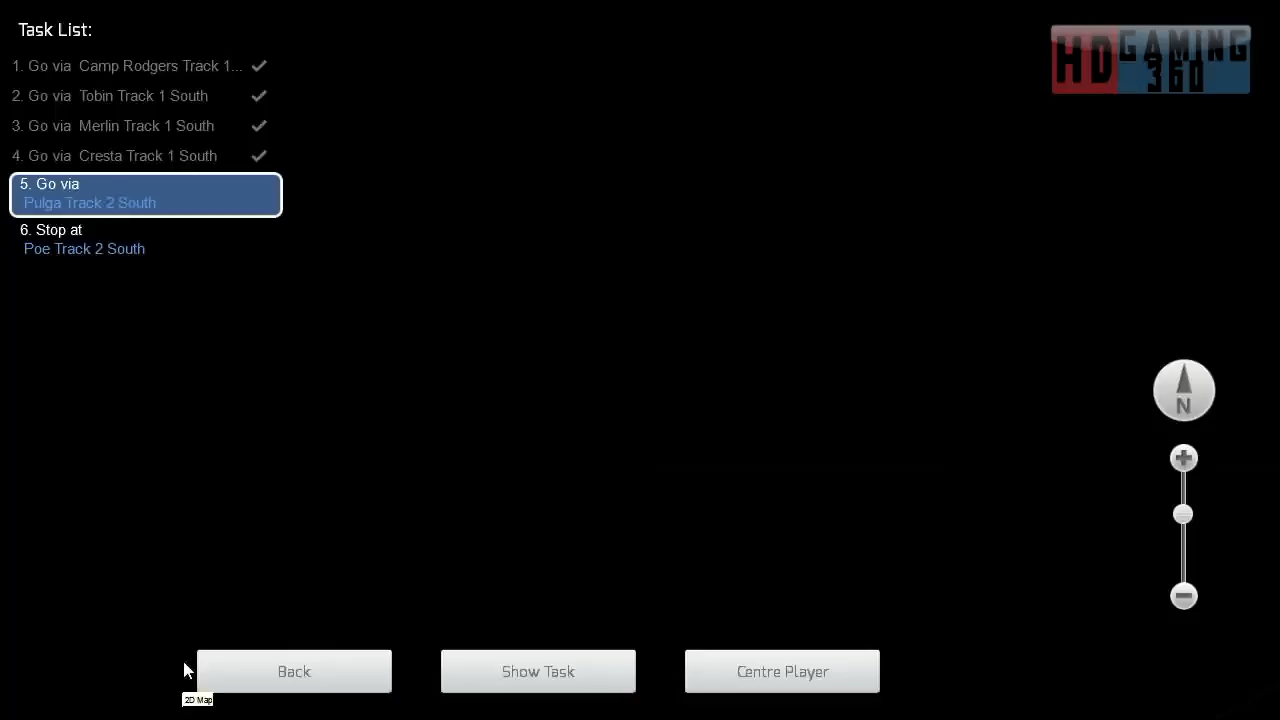 Task List:
1. Go via Camp Rodgers Track 1...
2. Go via Tobin Track 1 South
3. Go via Merlin Track 1 South
4. Go via Cresta Track 1 South
5. Go via
Pulga Track 2 South
6. Stop at
Poe Track 2 South
HD GAMING
360
N
Back
Show Task
Centre Player
2D Map